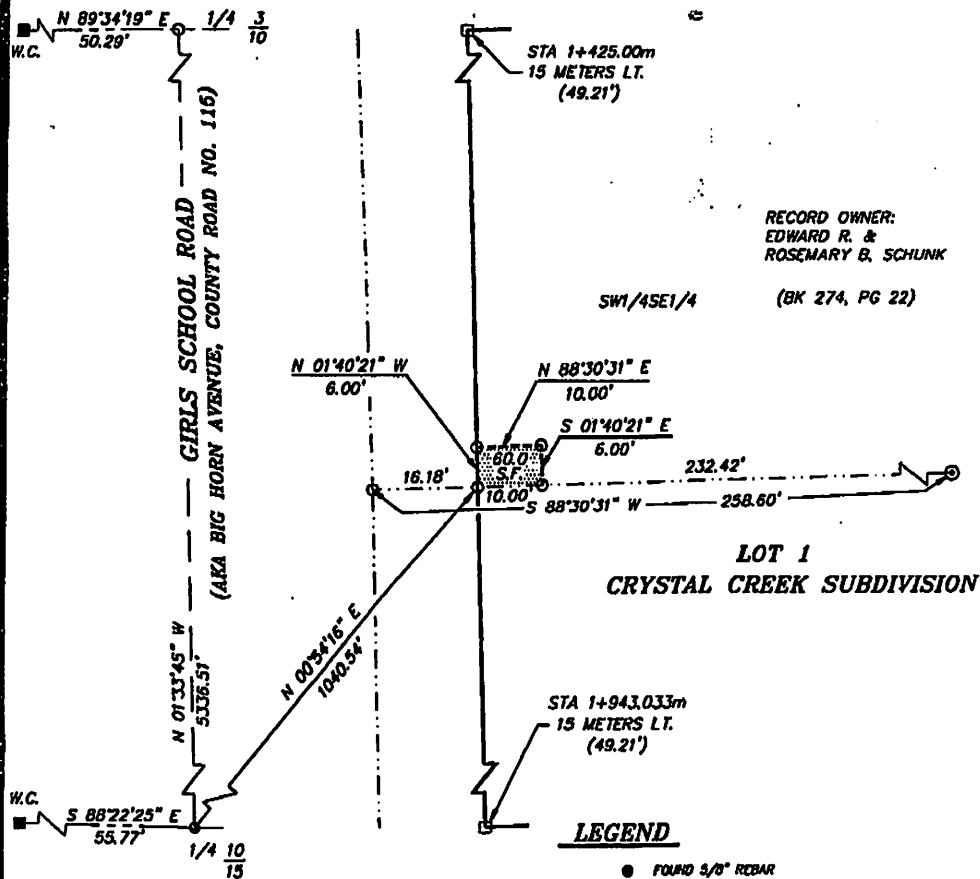 N 89°34'19" E
50.29'
W.C.
1/4 3/10
STA 1+425.00m
15 METERS LT.
(49.21')
GIRLS SCHOOL ROAD
(AKA BIG HORN AVENUE, COUNTY ROAD NO. 116)
RECORD OWNER:
EDWARD R. &
ROSEMARY B. SCHUNK
(BK 274, PG 22)
SW1/4SE1/4
N 01°40'21" W
6.00'
N 88°30'31" E
10.00'
S 01°40'21" E
6.00'
60.0
S.F.
16.18'
10.00'
232.42'
S 88°30'31" W
258.60'
LOT 1
CRYSTAL CREEK SUBDIVISION
N 01°33'45" W
5336.51'
N 00°54'16" E
1040.54'
STA 1+943.033m
15 METERS LT.
(49.21')
W.C.
S 88°22'25" E
55.77'
1/4 10/15
LEGEND
FOUND 5/8" REBAR